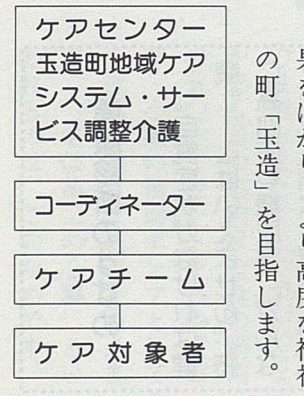 ケアセンター
玉造町地域ケア
システム・サー
ビス調整介護
コーディネーター
ケアチーム
ケア対象者
の町「玉造」を目指します。